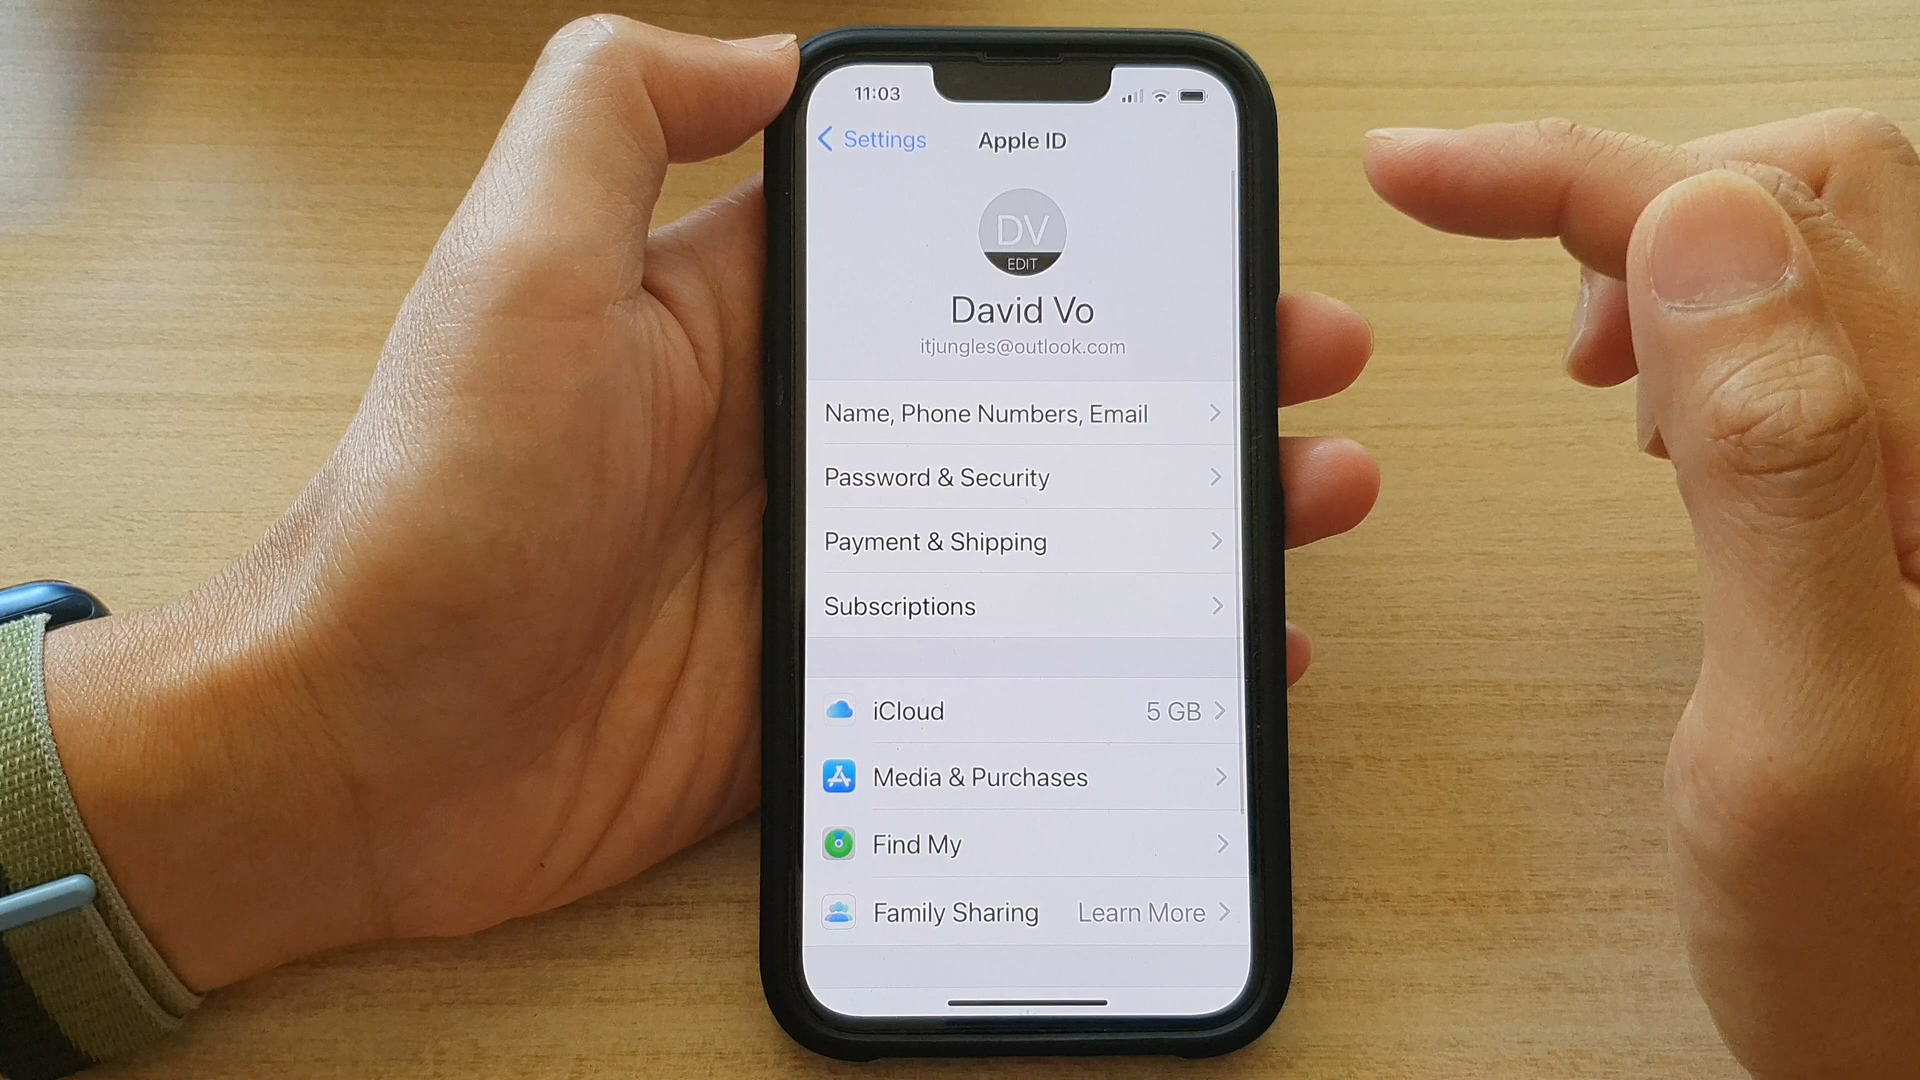 11:03
Settings
Apple ID
DV
EDIT
David Vo
itjungles@outlook.com
Name, Phone Numbers, Email
Password & Security
Payment & Shipping
Subscriptions
iCloud 5 GB
Media & Purchases
Find My
Family Sharing Learn More